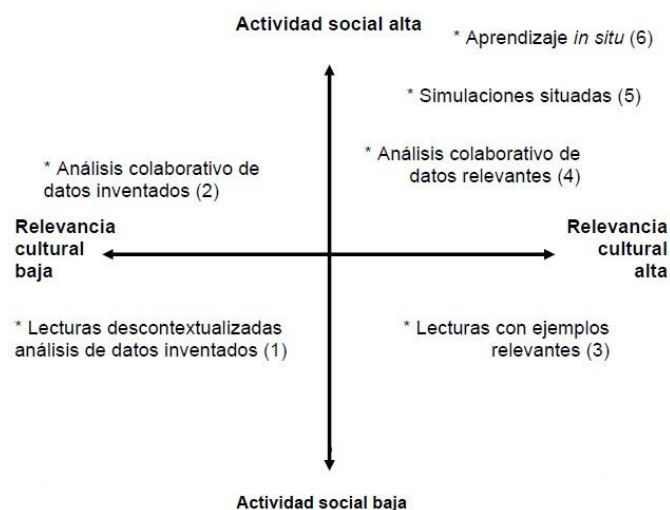 Actividad social alta
* Aprendizaje in situ (6)
* Simulaciones situadas (5)
* Análisis colaborativo de
datos inventados (2)
* Análisis colaborativo de
datos relevantes (4)
Relevancia
cultural
baja
Relevancia
cultural
alta
* Lecturas descontextualizadas
análisis de datos inventados (1)
* Lecturas con ejemplos
relevantes (3)
Actividad social baja